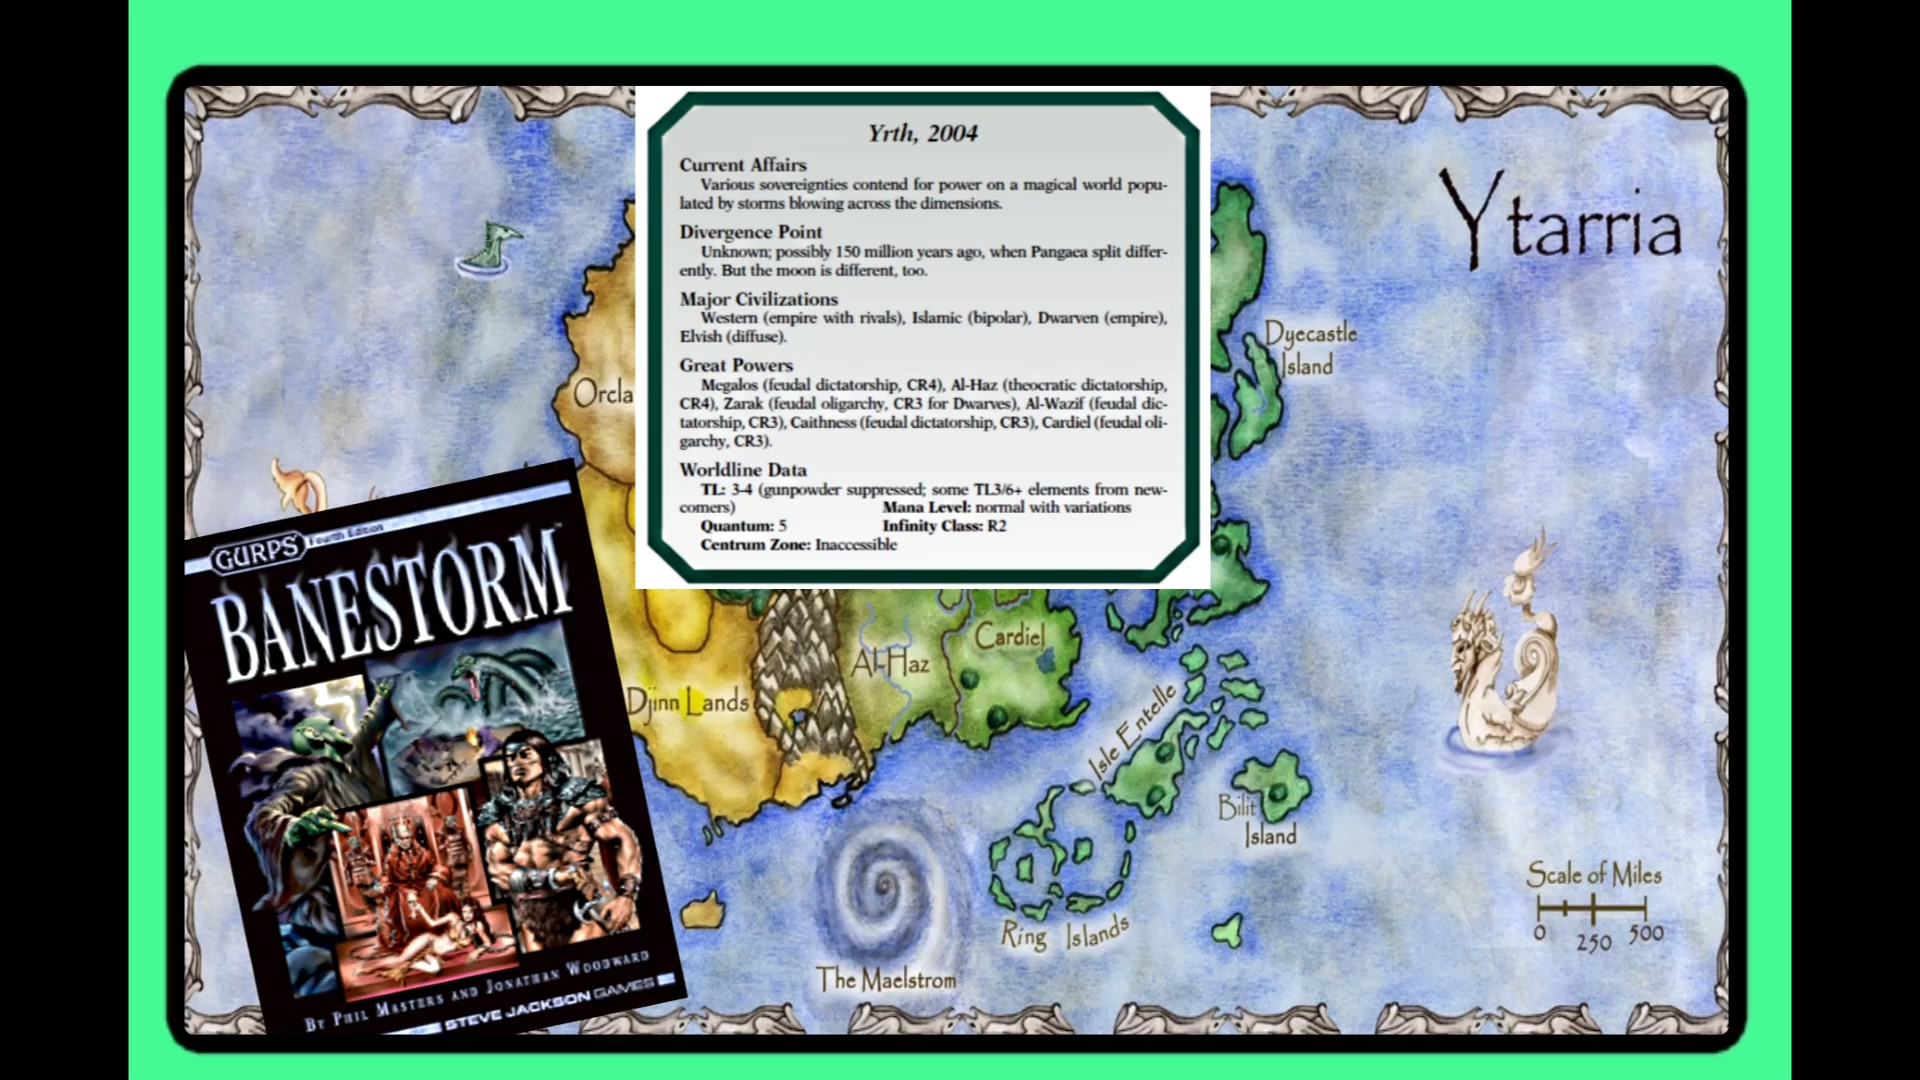 Yrth, 2004
Current Affairs
Various sovereignties contend for power on a magical world popu-
lated by storms blowing across the dimensions.
Divergence Point
Unknown; possibly 150 million years ago, when Pangaea split differ-
ently. But the moon is different, too.
Major Civilizations
Western (empire with rivals), Islamic (bipolar), Dwarven (empire),
Elvish (diffuse).
Great Powers
Megalos (feudal dictatorship, CR4), Al-Haz (theocratic dictatorship,
CR4), Zarak (feudal oligarchy, CR3 for Dwarves), Al-Wazif (feudal dic-
tatorship, CR3), Caithness (feudal dictatorship, CR3), Cardiel (feudal oli-
garchy, CR3).
Worldline Data
TL: 3-4 (gunpowder suppressed; some TL3/6+ elements from new-
comers) Mana Level: normal with variations
Quantum: 5 Infinity Class: R2
Centrum Zone: Inaccessible
Ytarria
Dyecastle
Island
Orcla
GURPS Fourth Edition
BANESTORM
BY PHIL MASTERS AND JONATHAN WOODWARD
STEVE JACKSON GAMES
Djinn Lands
Al-Haz
Cardiel
Isle Entelle
Bilit
Island
Ring Islands
The Maelstrom
Scale of Miles
0 250 500